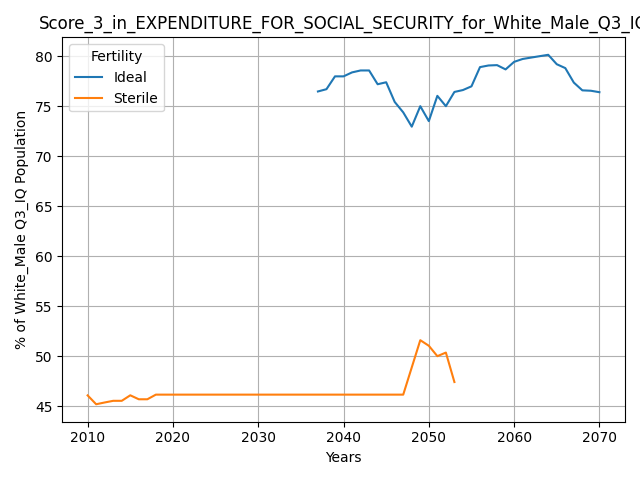 Score_3_in_EXPENDITURE_FOR_SOCIAL_SECURITY_for_White_Male_Q3_IQ
Fertility
Ideal
Sterile
% of White_Male Q3_IQ Population
80
75
70
65
60
55
50
45
2010 2020 2030 2040 2050 2060 2070
Years